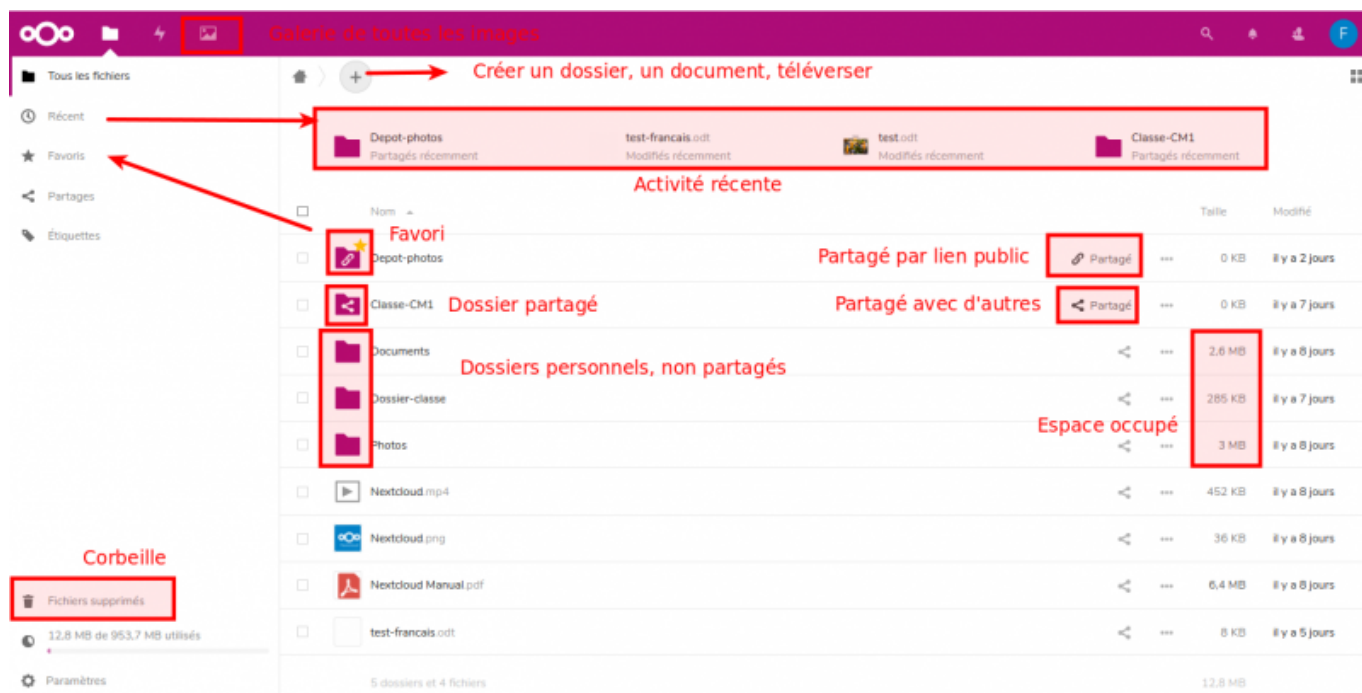 Galerie de toutes les images
F
Tous les fichiers
Créer un dossier, un document, téléverser
Récent
Favoris
Partages
Étiquettes
Depot-photos
Partagés récemment
test-francais.odt
Modifiés récemment
test.odt
Modifiés récemment
Classe-CM1
Partagés récemment
Activité récente
Nom
Taille
Modifié
Favori
Depot-photos
Partagé par lien public
Partagé
0 KB
il y a 2 jours
Classe-CM1
Dossier partagé
Partagé avec d'autres
Partagé
0 KB
il y a 7 jours
Documents
2,6 MB
il y a 8 jours
Dossiers personnels, non partagés
Dossier-classe
285 KB
il y a 7 jours
Espace occupé
Photos
3 MB
il y a 8 jours
Nextcloud.mp4
452 KB
il y a 8 jours
Nextcloud.png
36 KB
il y a 8 jours
Nextcloud Manual.pdf
6,4 MB
il y a 8 jours
test-francais.odt
8 KB
il y a 5 jours
5 dossiers et 4 fichiers
12,8 MB
Corbeille
Fichiers supprimés
12,8 MB de 953,7 MB utilisés
Paramètres